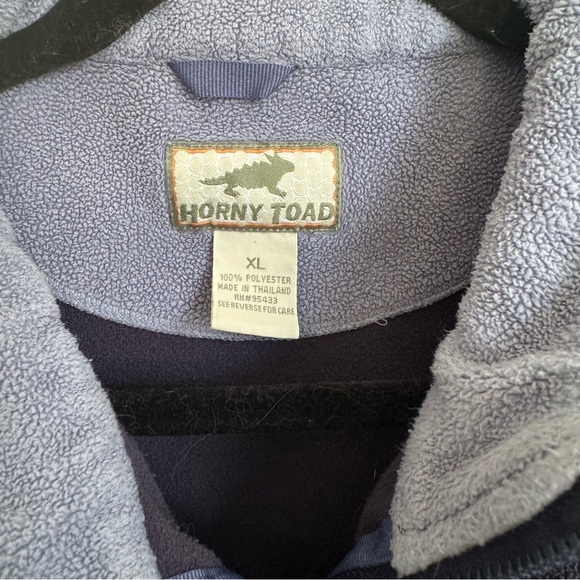 HORNY TOAD
XL
100% POLYESTER
MADE IN THAILAND
RN#95433
SEE REVERSE FOR CARE